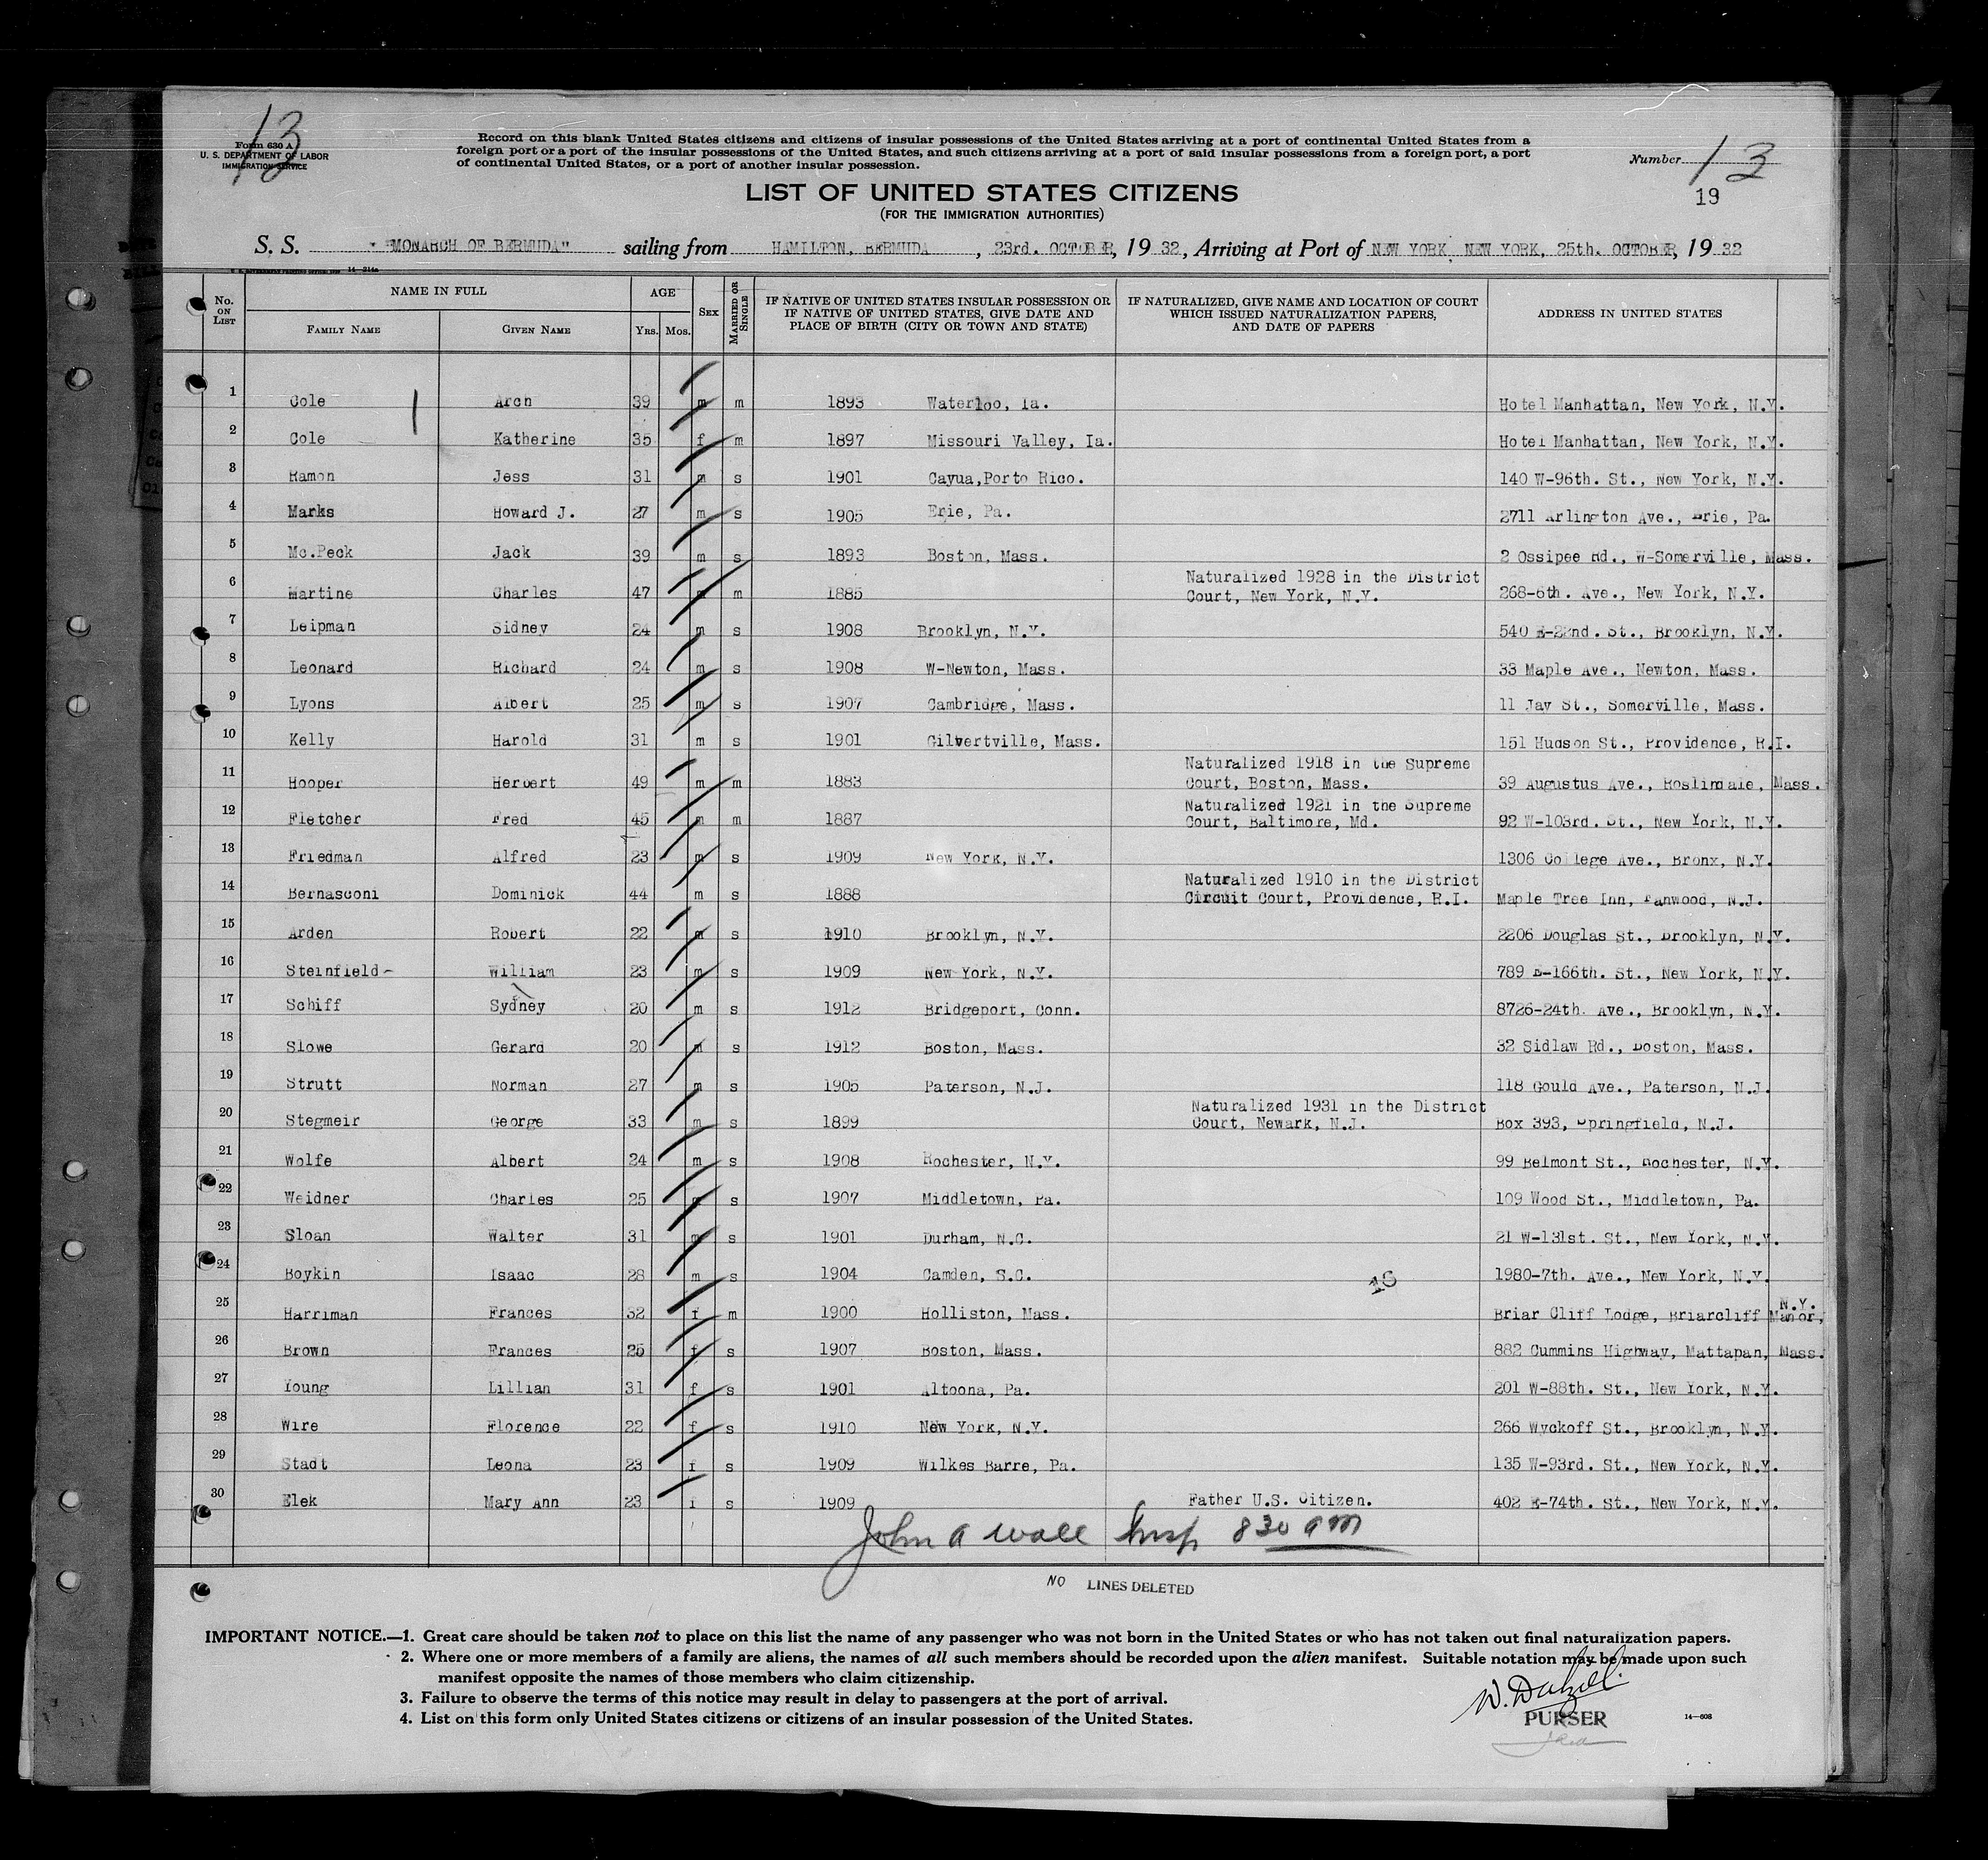 13
Form 630 A
U. S. DEPARTMENT OF LABOR
IMMIGRATION SERVICE
Record on this blank United States citizens and citizens of insular possessions of the United States arriving at a port of continental United States from a
foreign port or a port of the insular possessions of the United States, and such citizens arriving at a port of said insular possessions from a foreign port, a port
of continental United States, or a port of another insular possession.
Number 13
19
LIST OF UNITED STATES CITIZENS
(FOR THE IMMIGRATION AUTHORITIES)
S. S. "MONARCH OF BERMUDA" sailing from HAMILTON, BERMUDA, 23rd. OCTOBER, 1932, Arriving at Port of NEW YORK, NEW YORK, 25th. OCTOBER, 1932
U. S. GOVERNMENT PRINTING OFFICE 14—214a
No. ON LIST NAME IN FULL FAMILY NAME GIVEN NAME AGE Yrs. Mos. SEX MARRIED OR SINGLE IF NATIVE OF UNITED STATES INSULAR POSSESSION OR IF NATIVE OF UNITED STATES, GIVE DATE AND PLACE OF BIRTH (CITY OR TOWN AND STATE) IF NATURALIZED, GIVE NAME AND LOCATION OF COURT WHICH ISSUED NATURALIZATION PAPERS, AND DATE OF PAPERS ADDRESS IN UNITED STATES
1 Cole Aron 39 m m 1893 Waterloo, Ia. Hotel Manhattan, New York, N.Y.
2 Cole Katherine 35 f m 1897 Missouri Valley, Ia. Hotel Manhattan, New York, N.Y.
3 Ramon Jess 31 m s 1901 Cayua,Porto Rico. 140 W-96th. St., New York, N.Y.
4 Marks Howard J. 27 m s 1905 Erie, Pa. 2711 Arlington Ave., Erie, Pa.
5 Mc.Peck Jack 39 m s 1893 Boston, Mass. 2 Ossipee Rd., W-Somerville, Mass.
6 Martine Charles 47 m m 1885 Naturalized 1928 in the District Court, New York, N.Y. 268-6th. Ave., New York, N.Y.
7 Leipman Sidney 24 m s 1908 Brooklyn, N.Y. 540 E-22nd. St., Brooklyn, N.Y.
8 Leonard Richard 24 m s 1908 W-Newton, Mass. 33 Maple Ave., Newton, Mass.
9 Lyons Albert 25 m s 1907 Cambridge, Mass. 11 Jay St., Somerville, Mass.
10 Kelly Harold 31 m s 1901 Gilbertville, Mass. 151 Hudson St., Providence, R.I.
11 Hooper Herbert 49 m m 1883 Naturalized 1918 in the Supreme Court, Boston, Mass. 39 Augustus Ave., Roslindale, Mass.
12 Fletcher Fred 45 m m 1887 Naturalized 1921 in the Supreme Court, Baltimore, Md. 92 W-103rd. St., New York, N.Y.
13 Friedman Alfred 23 m s 1909 New York, N.Y. 1306 College Ave., Bronx, N.Y.
14 Bernasconi Dominick 44 m s 1888 Naturalized 1910 in the District Circuit Court, Providence, R.I. Maple Tree Inn, Fanwood, N.J.
15 Arden Robert 22 m s 1910 Brooklyn, N.Y. 2206 Douglas St., Brooklyn, N.Y.
16 Steinfield William 23 m s 1909 New York, N.Y. 789 E-166th. St., New York, N.Y.
17 Schiff Sydney 20 m s 1912 Bridgeport, Conn. 8726-24th. Ave., Brooklyn, N.Y.
18 Slowe Gerard 20 m s 1912 Boston, Mass. 32 Sidlaw Rd., Boston, Mass.
19 Strutt Norman 27 m s 1905 Paterson, N.J. 118 Gould Ave., Paterson, N.J.
20 Stegmeir George 33 m s 1899 Naturalized 1931 in the District Court, Newark, N.J. Box 393, Springfield, N.J.
21 Wolfe Albert 24 m s 1908 Rochester, N.Y. 99 Belmont St., Rochester, N.Y.
22 Weidner Charles 25 m s 1907 Middletown, Pa. 109 Wood St., Middletown, Pa.
23 Sloan Walter 31 m s 1901 Durham, N.C. 21 W-131st. St., New York, N.Y.
24 Boykin Isaac 28 m s 1904 Camden, S.C. 1980-7th. Ave., New York, N.Y.
25 Harriman Frances 32 f m 1900 Holliston, Mass. Briar Cliff Lodge, Briarcliff Manor, N.Y.
26 Brown Frances 25 f s 1907 Boston, Mass. 882 Cummins Highway, Mattapan, Mass.
27 Young Lillian 31 f s 1901 Altoona, Pa. 201 W-88th. St., New York, N.Y.
28 Wire Florence 22 f s 1910 New York, N.Y. 266 Wyckoff St., Brooklyn, N.Y.
29 Stadt Leona 23 f s 1909 Wilkes Barre, Pa. 135 W-93rd. St., New York, N.Y.
30 Elek Mary Ann 23 f s 1909 Father U.S. Citizen. 402 E-74th. St., New York, N.Y.
John A Wall Insp 830 AM
NO LINES DELETED
IMPORTANT NOTICE.—1. Great care should be taken not to place on this list the name of any passenger who was not born in the United States or who has not taken out final naturalization papers.
2. Where one or more members of a family are aliens, the names of all such members should be recorded upon the alien manifest. Suitable notation may be made upon such
manifest opposite the names of those members who claim citizenship.
3. Failure to observe the terms of this notice may result in delay to passengers at the port of arrival.
4. List on this form only United States citizens or citizens of an insular possession of the United States.
PURSER
14—608